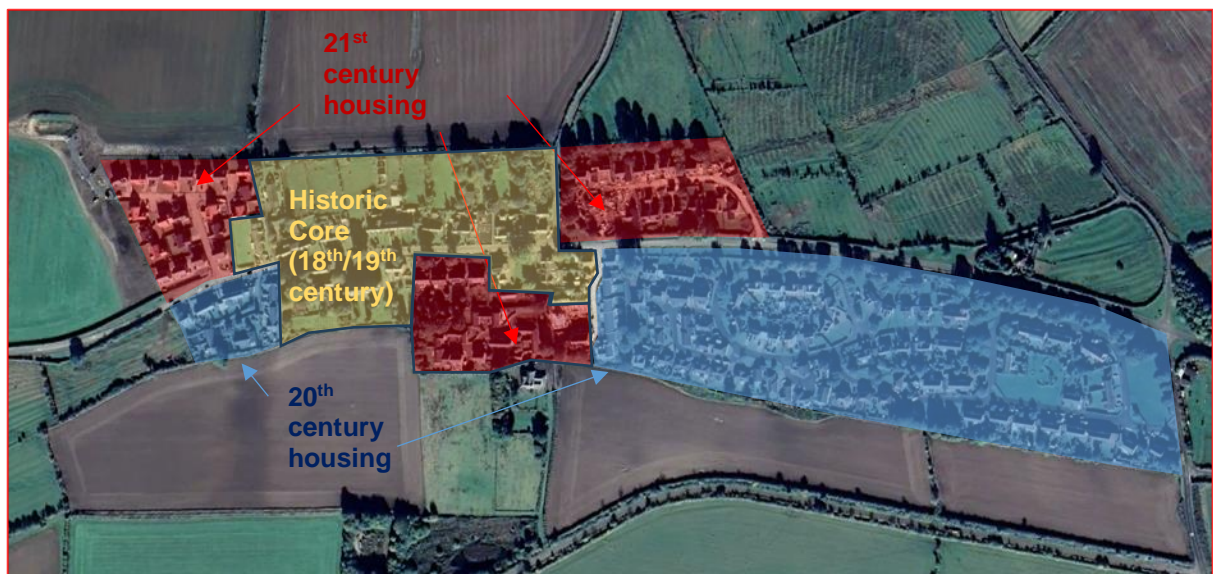 21st
century
housing
Historic
Core
(18th/19th
century)
20th
century
housing